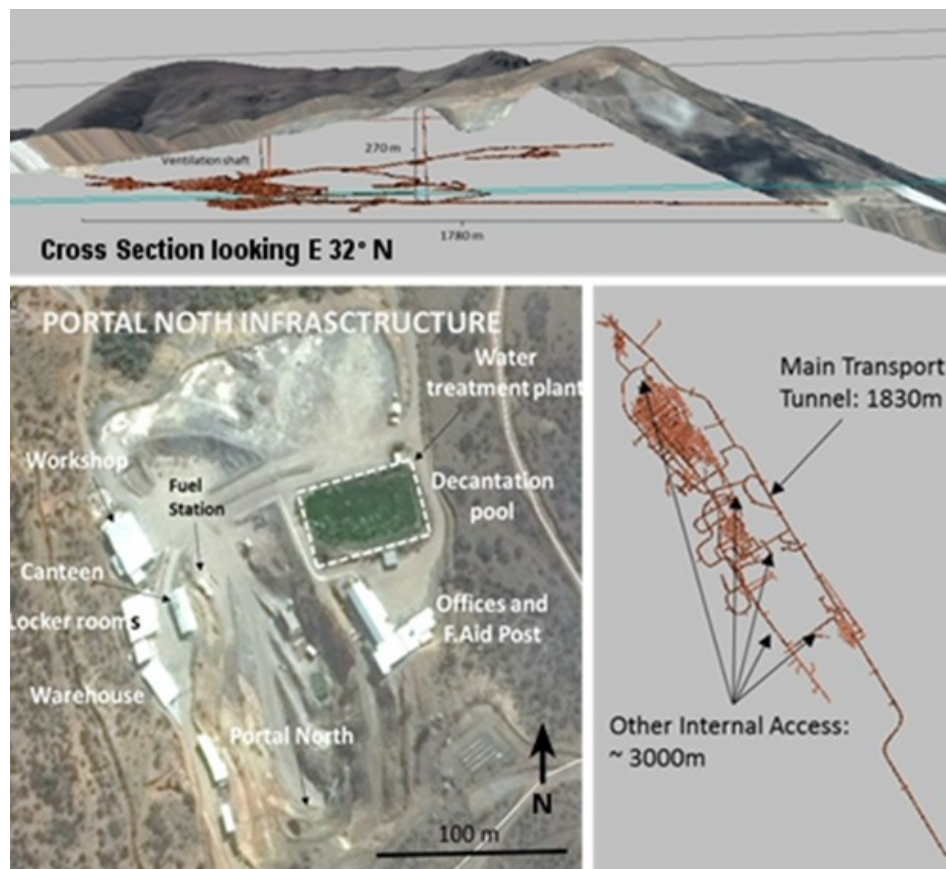 Ventilation shaft
270 m
1780 m
Cross Section looking E 32° N
PORTAL NOTH INFRASCTRUCTURE
Water
treatment plant
Workshop
Fuel
Station
Decantation
pool
Canteen
Locker rooms
Offices and
F.Aid Post
Warehouse
Portal North
N
100 m
Main Transport
Tunnel: 1830m
Other Internal Access:
~ 3000m